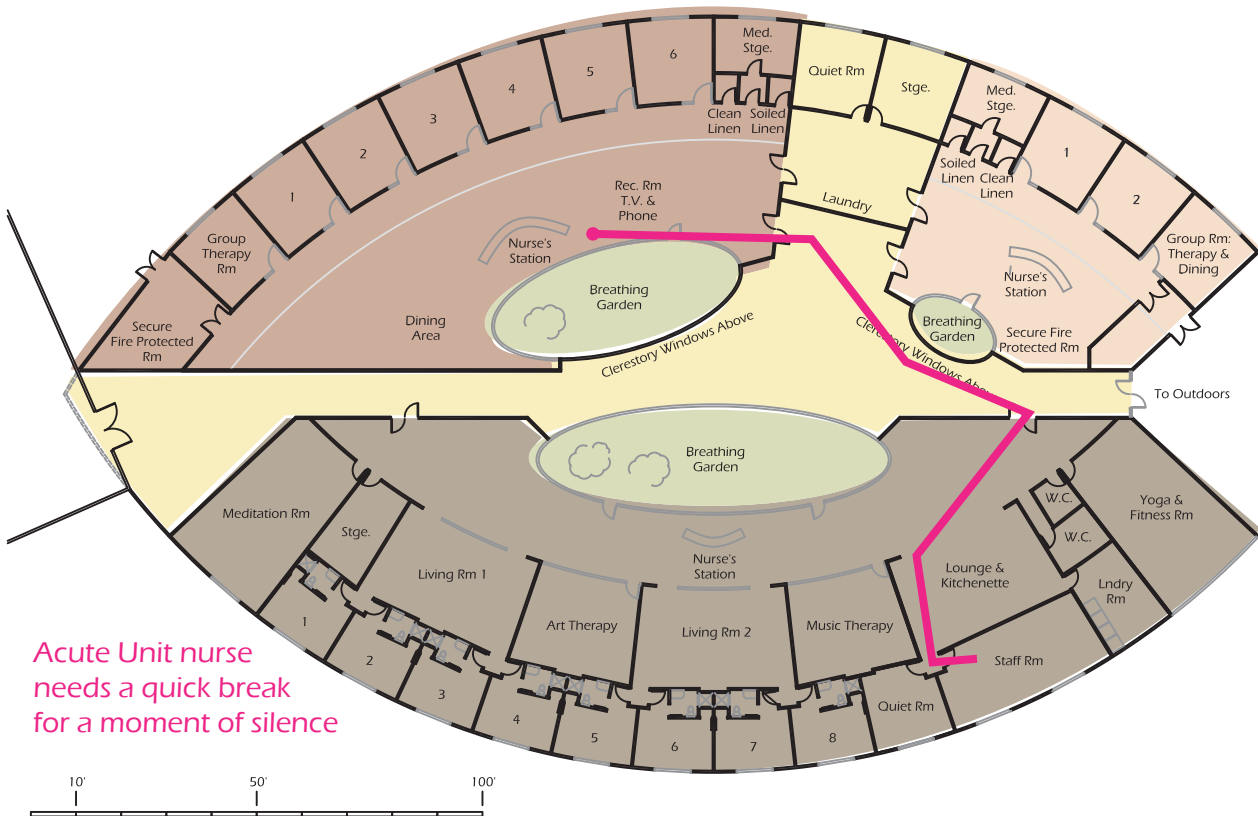 Med.
Stge.
Quiet Rm
Stge.
Med.
Stge.
6
5
4
3
2
1
Clean
Linen
Soiled
Linen
Soiled
Linen
Clean
Linen
1
2
Rec. Rm
T.V. &
Phone
Laundry
Group
Therapy
Rm
Nurse's
Station
Group Rm:
Therapy &
Dining
Nurse's
Station
Breathing
Garden
Secure
Fire Protected
Rm
Dining
Area
Clerestory Windows Above
Clerestory Windows Above
Breathing
Garden
Secure Fire
Protected Rm
To Outdoors
Breathing
Garden
Meditation Rm
Stge.
Living Rm 1
Nurse's
Station
W.C.
W.C.
Yoga &
Fitness Rm
Lounge &
Kitchenette
Lndry
Rm
Art Therapy
Living Rm 2
Music Therapy
Staff Rm
Quiet Rm
1
2
3
4
5
6
7
8
Acute Unit nurse
needs a quick break
for a moment of silence
10'
50'
100'